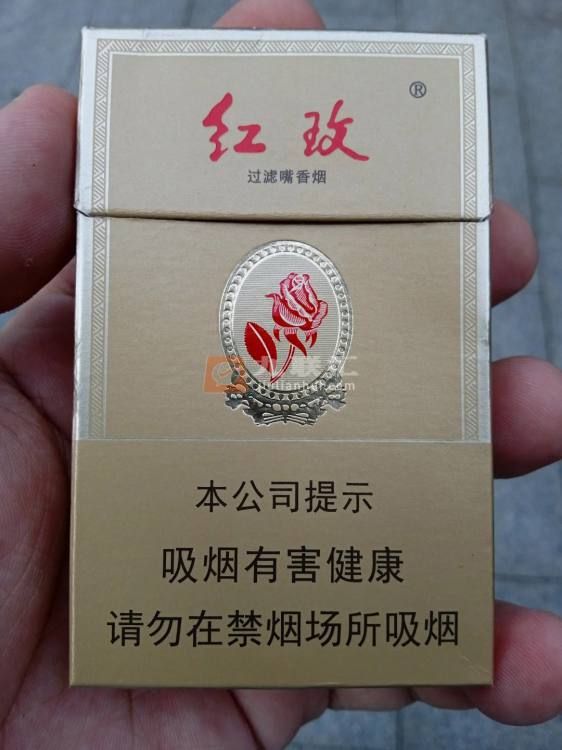 红玫
®
过滤嘴香烟
本公司提示
吸烟有害健康
请勿在禁烟场所吸烟